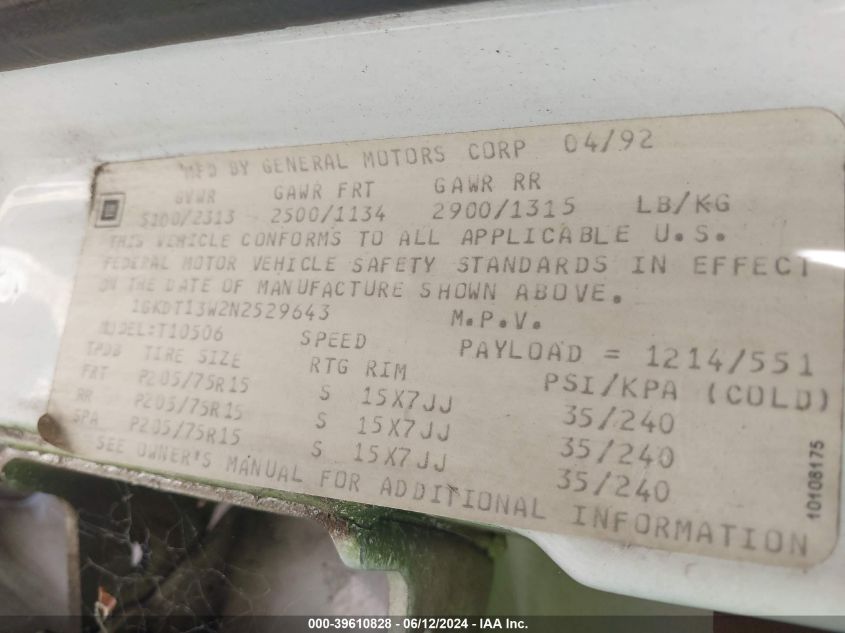 MFD BY GENERAL MOTORS CORP 04/92
GVWR GAWR FRT GAWR RR
GM 5100/2313 2500/1134 2900/1315 LB/KG
THIS VEHICLE CONFORMS TO ALL APPLICABLE U.S.
FEDERAL MOTOR VEHICLE SAFETY STANDARDS IN EFFECT
ON THE DATE OF MANUFACTURE SHOWN ABOVE.
1GKDT13W2N2529643 M.P.V.
MODEL:T10506 SPEED PAYLOAD = 1214/551
TPDB TIRE SIZE RTG RIM PSI/KPA (COLD)
FRT P205/75R15 S 15X7JJ 35/240
RR P205/75R15 S 15X7JJ 35/240
SPA P205/75R15 S 15X7JJ 35/240
SEE OWNER'S MANUAL FOR ADDITIONAL INFORMATION
10108175
000-39610828 - 06/12/2024 - IAA Inc.